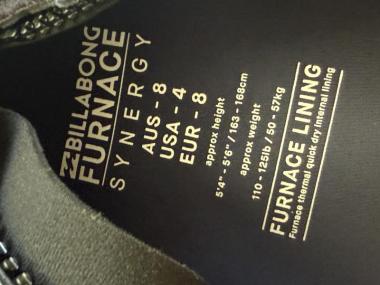 BILLABONG
FURNACE
SYNERGY
AUS - 8
USA - 4
EUR - 8
approx height
5'4" - 5'6" / 163 - 168cm
approx weight
110 - 125lb / 50 - 57kg
FURNACE LINING
Furnace thermal quick dry internal lining